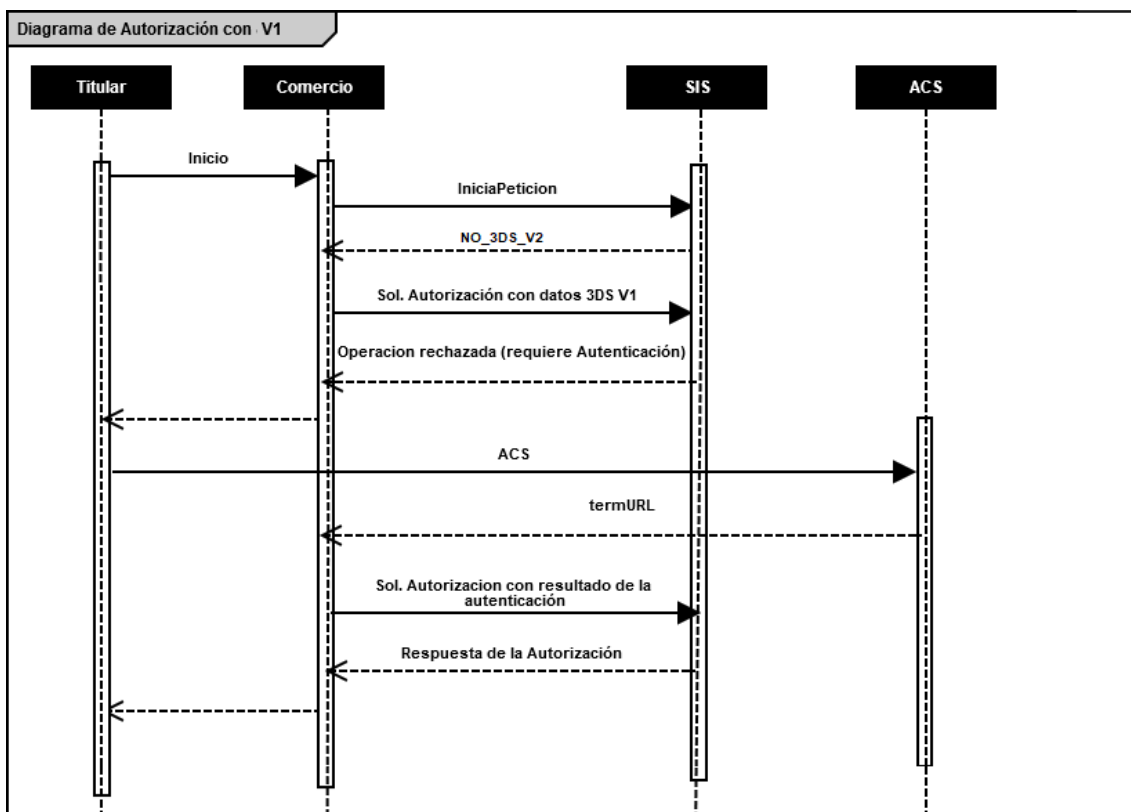 Diagrama de Autorización con V1
Titular
Comercio
SIS
ACS
Inicio
IniciaPeticion
NO_3DS_V2
Sol. Autorización con datos 3DS V1
Operacion rechazada (requiere Autenticación)
ACS
termURL
Sol. Autorizacion con resultado de la
autenticación
Respuesta de la Autorización